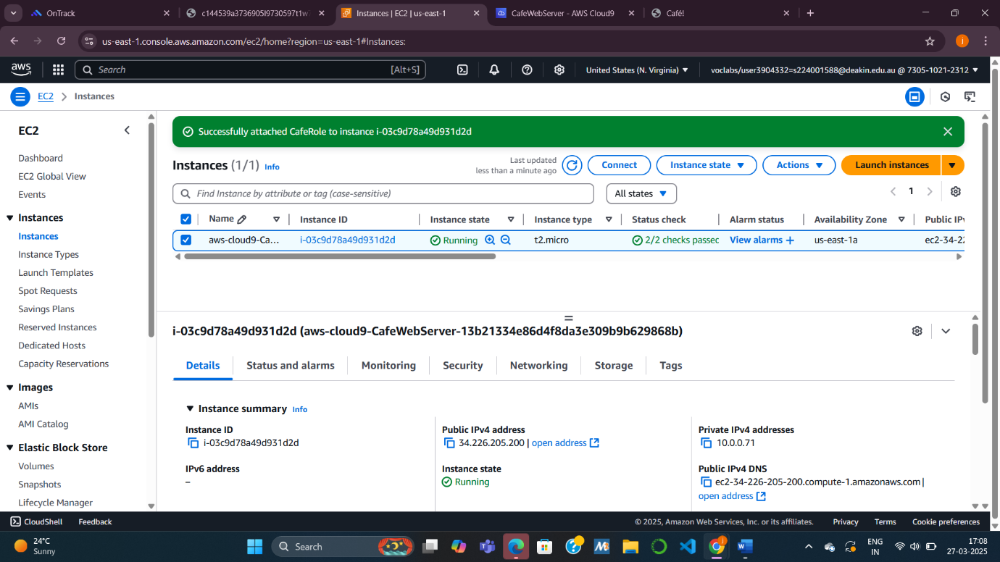 OnTrack
c144539a3736905l9730597t1w
Instances | EC2 | us-east-1
CafeWebServer - AWS Cloud9
Café!
us-east-1.console.aws.amazon.com/ec2/home?region=us-east-1#Instances:
j
aws
Search
[Alt+S]
United States (N. Virginia)
voclabs/user3904332=s224001588@deakin.edu.au @ 7305-1021-2312
EC2
Instances
EC2
Dashboard
EC2 Global View
Events
Instances
Instances
Instance Types
Launch Templates
Spot Requests
Savings Plans
Reserved Instances
Dedicated Hosts
Capacity Reservations
Images
AMIs
AMI Catalog
Elastic Block Store
Volumes
Snapshots
Lifecycle Manager
Successfully attached CafeRole to instance i-03c9d78a49d931d2d
Instances (1/1) Info
Last updated
less than a minute ago
Connect
Instance state
Actions
Launch instances
Find Instance by attribute or tag (case-sensitive)
All states
1
Name Instance ID Instance state Instance type Status check Alarm status Availability Zone Public IPv
aws-cloud9-Ca... i-03c9d78a49d931d2d Running t2.micro 2/2 checks passed View alarms + us-east-1a ec2-34-22
i-03c9d78a49d931d2d (aws-cloud9-CafeWebServer-13b21334e86d4f8da3e309b9b629868b)
Details Status and alarms Monitoring Security Networking Storage Tags
Instance summary Info
Instance ID
i-03c9d78a49d931d2d
IPv6 address
–
Public IPv4 address
34.226.205.200 | open address
Instance state
Running
Private IPv4 addresses
10.0.0.71
Public IPv4 DNS
ec2-34-226-205-200.compute-1.amazonaws.com |
open address
CloudShell Feedback
© 2025, Amazon Web Services, Inc. or its affiliates. Privacy Terms Cookie preferences
24°C
Sunny
Search
ENG
IN
17:08
27-03-2025